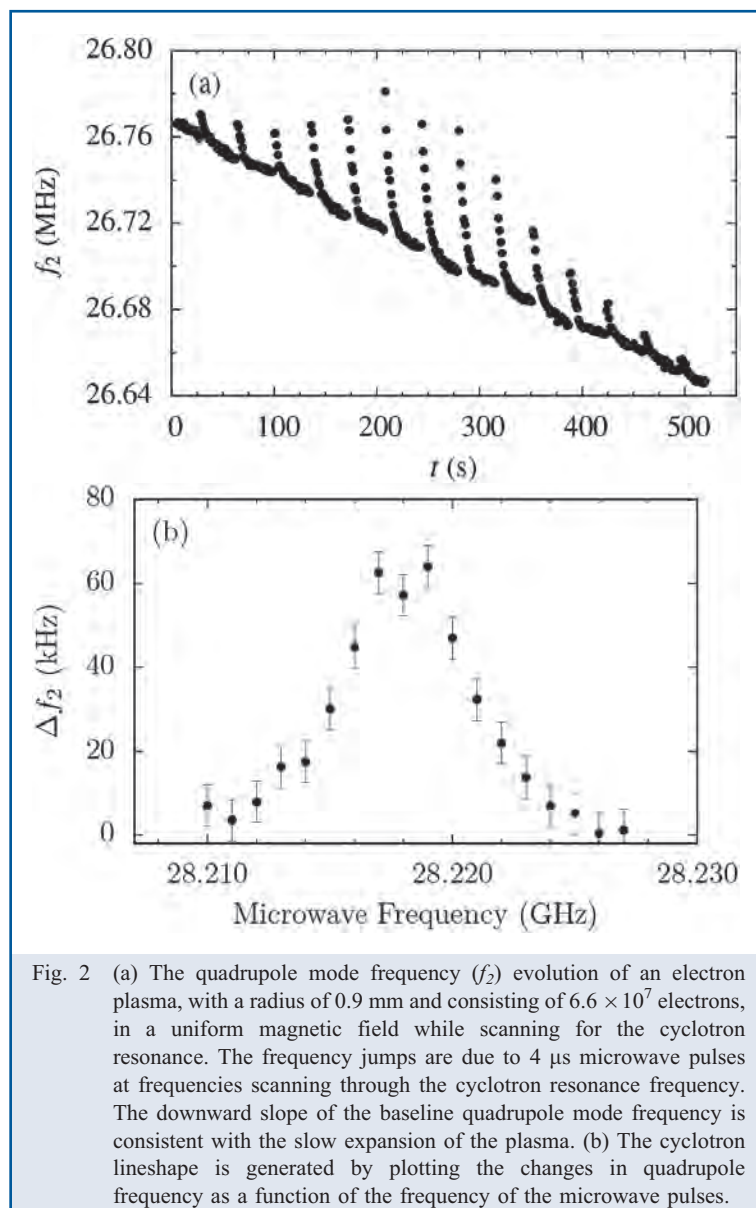 26.80
(a)
26.76
26.72
26.68
26.64
f₂ (MHz)
0 100 200 300 400 500
t (s)
80
(b)
60
40
20
0
Δf₂ (kHz)
28.210 28.220 28.230
Microwave Frequency (GHz)
Fig. 2 (a) The quadrupole mode frequency (f₂) evolution of an electron
plasma, with a radius of 0.9 mm and consisting of 6.6 × 10⁷ electrons,
in a uniform magnetic field while scanning for the cyclotron
resonance. The frequency jumps are due to 4 μs microwave pulses
at frequencies scanning through the cyclotron resonance frequency.
The downward slope of the baseline quadrupole mode frequency is
consistent with the slow expansion of the plasma. (b) The cyclotron
lineshape is generated by plotting the changes in quadrupole
frequency as a function of the frequency of the microwave pulses.